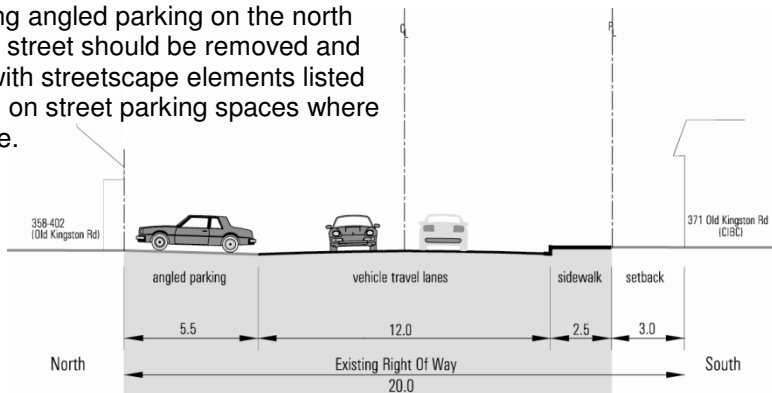 ng angled parking on the north
street should be removed and
with streetscape elements listed
on street parking spaces where
e.
C
L
P
L
358-402
(Old Kingston Rd)
371 Old Kingston Rd
(CIBC)
angled parking
vehicle travel lanes
sidewalk
setback
5.5
12.0
2.5
3.0
North
Existing Right Of Way
South
20.0